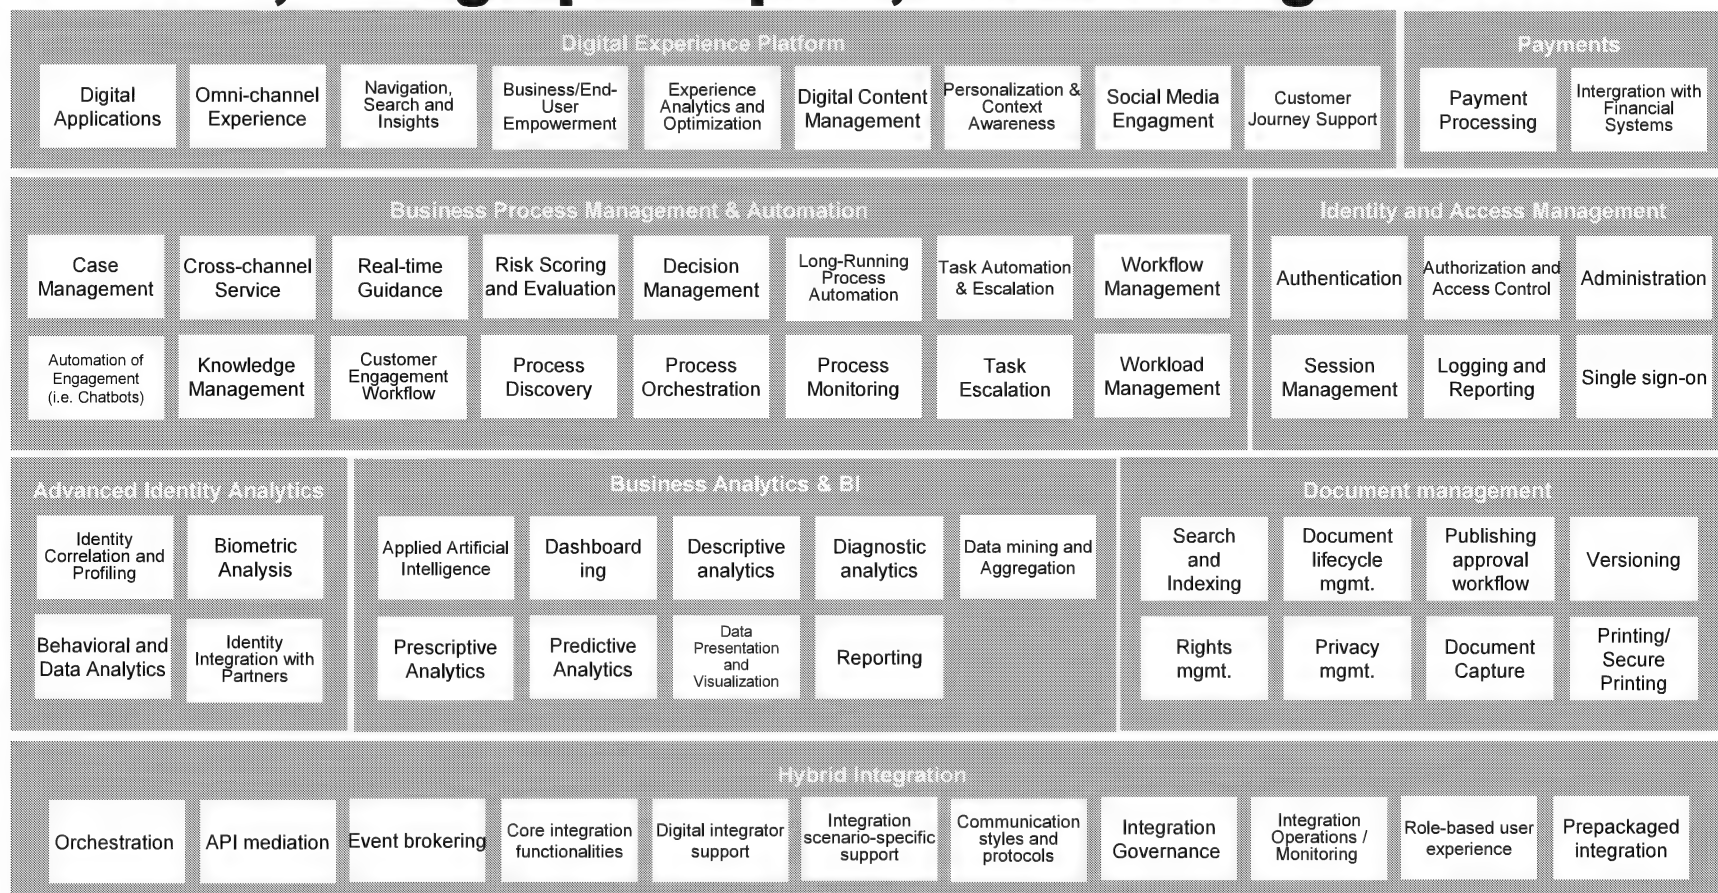 Digital Experience Platform
Digital
Applications
Omni-channel
Experience
Navigation,
Search and
Insights
Business/End-
User
Empowerment
Experience
Analytics and
Optimization
Digital Content
Management
Personalization &
Context
Awareness
Social Media
Engagment
Customer
Journey Support
Payments
Payment
Processing
Intergration with
Financial
Systems
Business Process Management & Automation
Case
Management
Cross-channel
Service
Real-time
Guidance
Risk Scoring
and Evaluation
Decision
Management
Long-Running
Process
Automation
Task Automation
& Escalation
Workflow
Management
Automation of
Engagement
(i.e. Chatbots)
Knowledge
Management
Customer
Engagement
Workflow
Process
Discovery
Process
Orchestration
Process
Monitoring
Task
Escalation
Workload
Management
Identity and Access Management
Authentication
Authorization and
Access Control
Administration
Session
Management
Logging and
Reporting
Single sign-on
Advanced Identity Analytics
Identity
Correlation and
Profiling
Biometric
Analysis
Behavioral and
Data Analytics
Identity
Integration with
Partners
Business Analytics & BI
Applied Artificial
Intelligence
Dashboard
ing
Descriptive
analytics
Diagnostic
analytics
Data mining and
Aggregation
Prescriptive
Analytics
Predictive
Analytics
Data
Presentation
and
Visualization
Reporting
Document management
Search
and
Indexing
Document
lifecycle
mgmt.
Publishing
approval
workflow
Versioning
Rights
mgmt.
Privacy
mgmt.
Document
Capture
Printing/
Secure
Printing
Hybrid Integration
Orchestration
API mediation
Event brokering
Core integration
functionalities
Digital integrator
support
Integration
scenario-specific
support
Communication
styles and
protocols
Integration
Governance
Integration
Operations /
Monitoring
Role-based user
experience
Prepackaged
integration